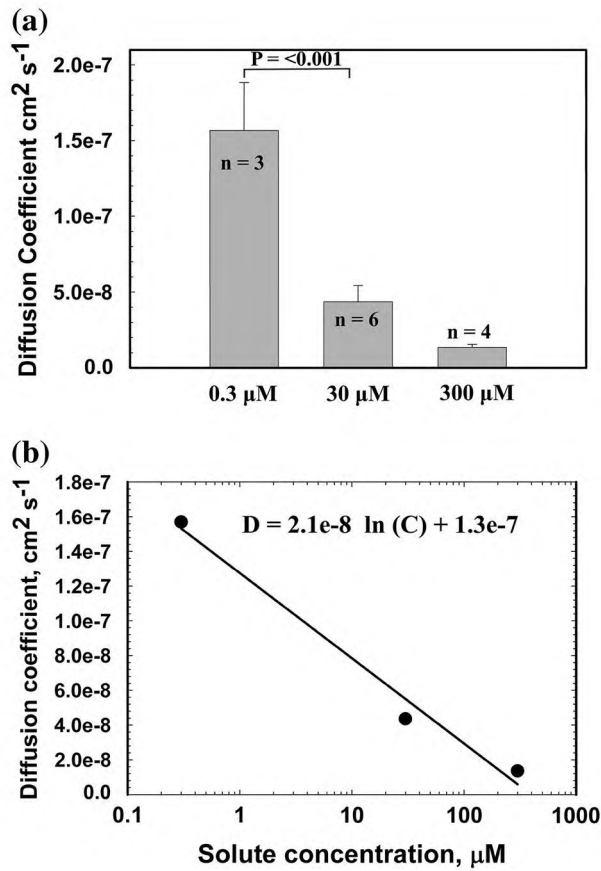 (a)
P = <0.001
2.0e-7
1.5e-7
1.0e-7
5.0e-8
0.0
Diffusion Coefficient cm² s⁻¹
n = 3
n = 6
n = 4
0.3 μM 30 μM 300 μM
(b)
1.8e-7
1.6e-7
1.4e-7
1.2e-7
1.0e-7
8.0e-8
6.0e-8
4.0e-8
2.0e-8
0.0
Diffusion coefficient, cm² s⁻¹
D = 2.1e-8 ln (C) + 1.3e-7
0.1 1 10 100 1000
Solute concentration, μM